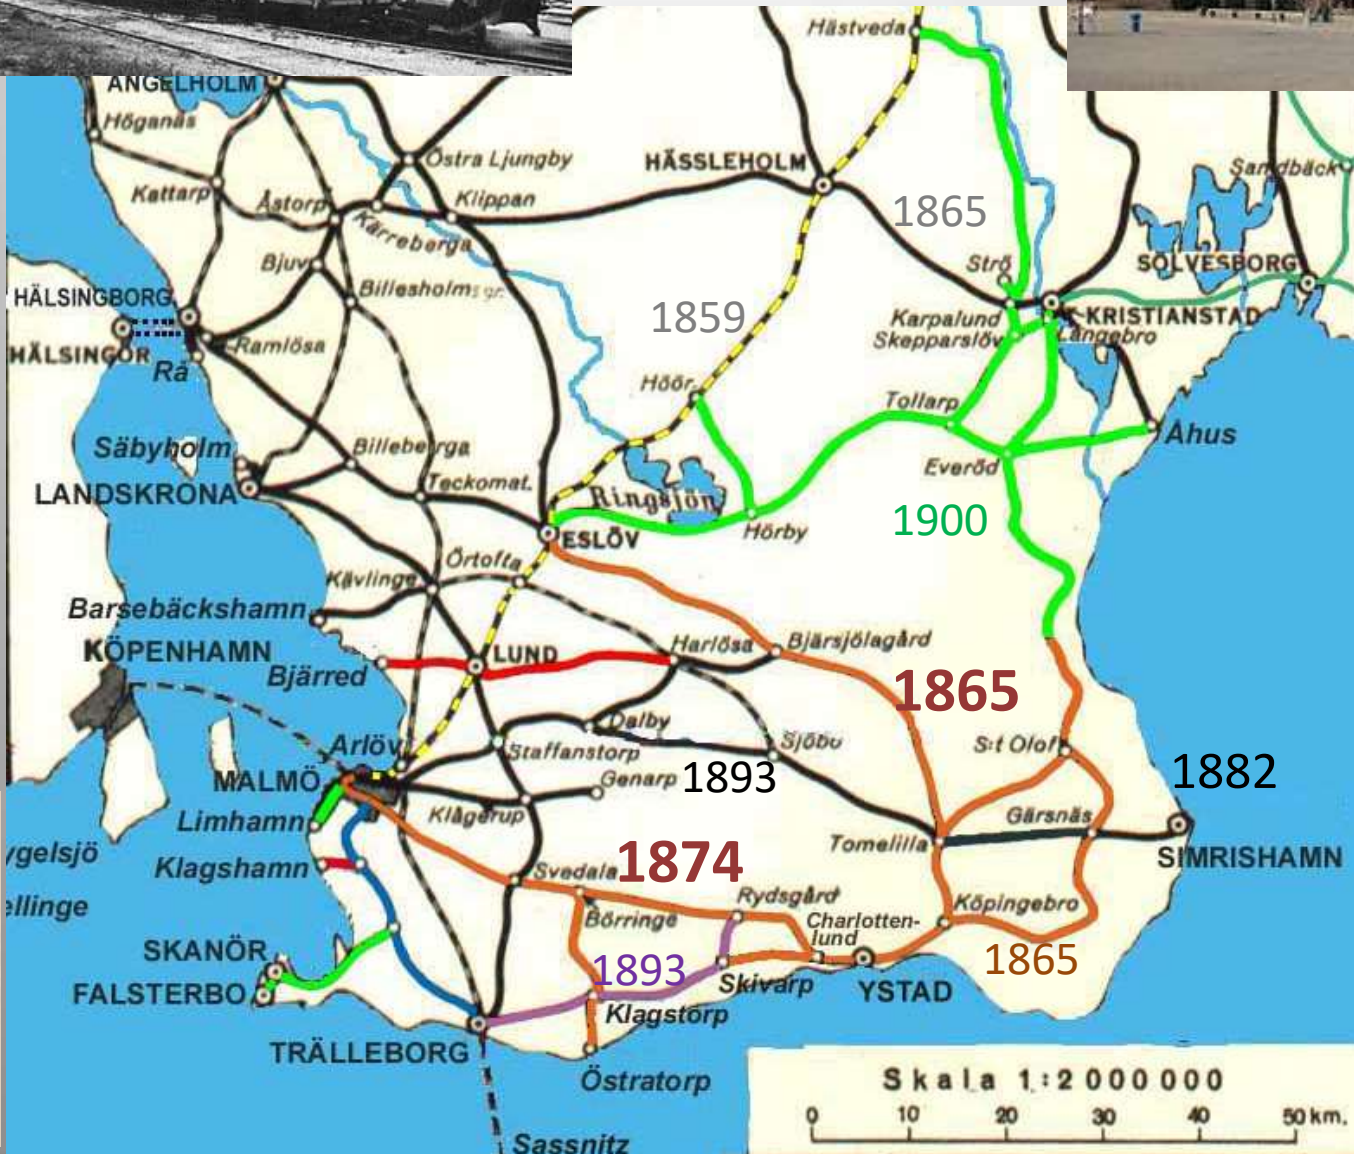 Hästveda
ÄNGELHOLM
Höganäs
Östra Ljungby
HÄSSLEHOLM
Sandbäck
Kattarp
Åstorp
Klippan
1865
Kärreberga
Bjuv
Strö
SÖLVESBORG
HÄLSINGBORG
Billesholmsgr.
1859
Karpalund
KRISTIANSTAD
HÄLSINGÖR
Ramlösa
Skepparslöv
Långebro
Rå
Höör
Tollarp
Säbyholm
Billeberga
Åhus
LANDSKRONA
Teckomat.
Everöd
Ringsjön
1900
ESLÖV
Hörby
Örtofta
Kävlinge
Barsebäckshamn
KÖPENHAMN
LUND
Harlösa
Bjärsjölagård
Bjärred
1865
Dalby
Arlöv
Staffanstorp
Sjöbo
S:t Olof
MALMÖ
Genarp
1893
1882
Limhamn
Klågerup
Gärsnäs
ygelsjö
Klagshamn
Svedala
1874
Tomelilla
SIMRISHAMN
ellinge
Rydsgård
Köpingebro
Börringe
Charlotten-
lund
SKANÖR
1893
1865
FALSTERBO
Skivarp
YSTAD
Klagstorp
TRÄLLEBORG
Östratorp
Skala 1:2 000 000
0 10 20 30 40 50 km.
Sassnitz